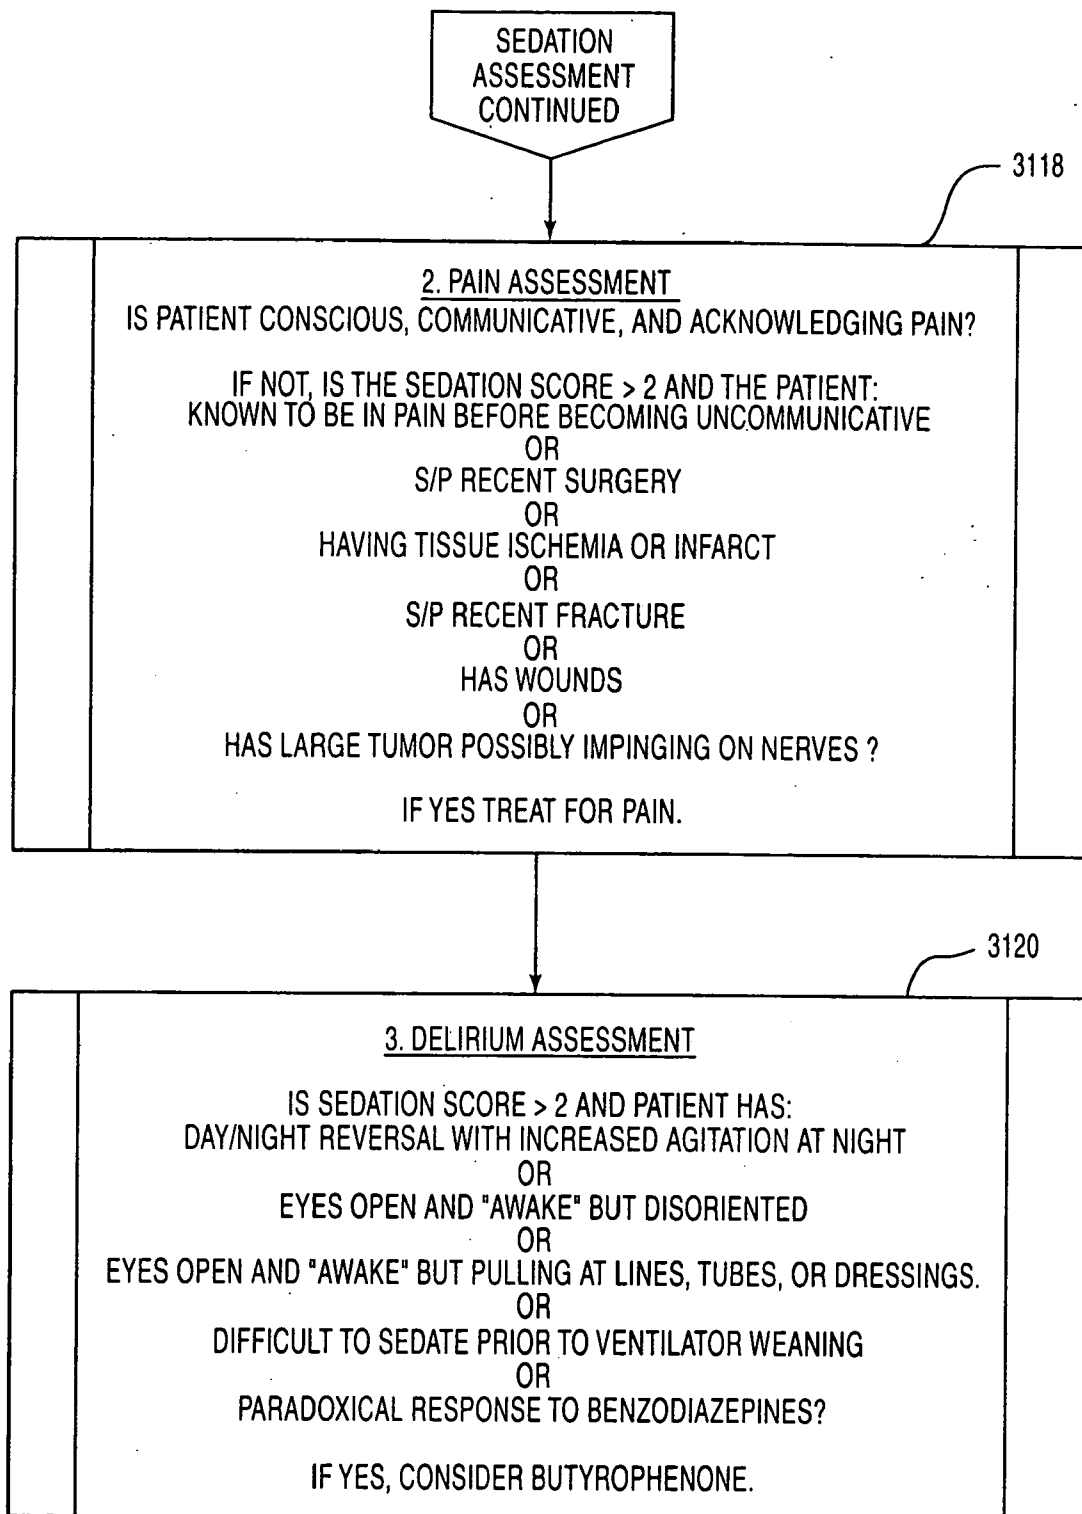 SEDATION
ASSESSMENT
CONTINUED
3118
2. PAIN ASSESSMENT
IS PATIENT CONSCIOUS, COMMUNICATIVE, AND ACKNOWLEDGING PAIN?
IF NOT, IS THE SEDATION SCORE > 2 AND THE PATIENT:
KNOWN TO BE IN PAIN BEFORE BECOMING UNCOMMUNICATIVE
OR
S/P RECENT SURGERY
OR
HAVING TISSUE ISCHEMIA OR INFARCT
OR
S/P RECENT FRACTURE
OR
HAS WOUNDS
OR
HAS LARGE TUMOR POSSIBLY IMPINGING ON NERVES ?
IF YES TREAT FOR PAIN.
3120
3. DELIRIUM ASSESSMENT
IS SEDATION SCORE > 2 AND PATIENT HAS:
DAY/NIGHT REVERSAL WITH INCREASED AGITATION AT NIGHT
OR
EYES OPEN AND "AWAKE" BUT DISORIENTED
OR
EYES OPEN AND "AWAKE" BUT PULLING AT LINES, TUBES, OR DRESSINGS.
OR
DIFFICULT TO SEDATE PRIOR TO VENTILATOR WEANING
OR
PARADOXICAL RESPONSE TO BENZODIAZEPINES?
IF YES, CONSIDER BUTYROPHENONE.